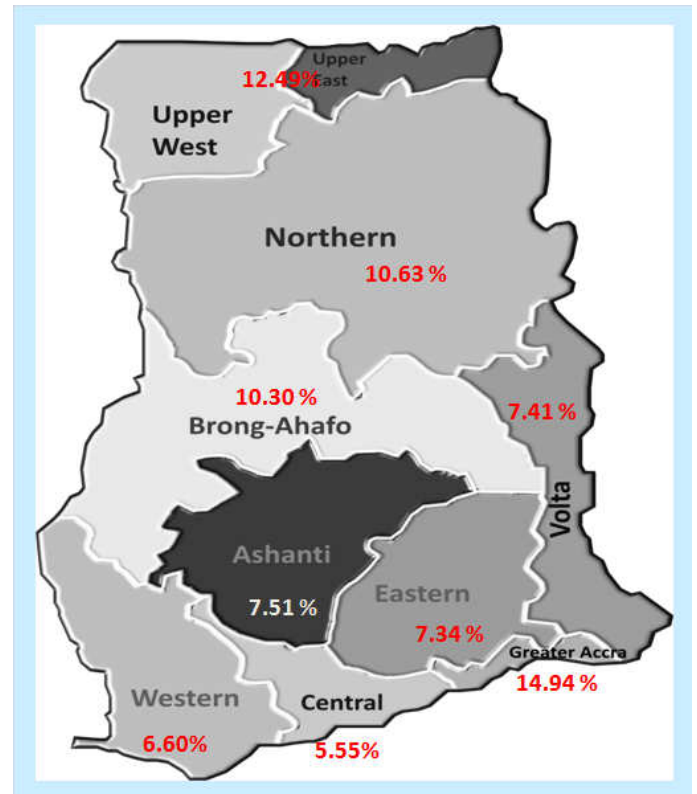 Upper
East
12.49%
Upper
West
Northern
10.63 %
10.30 %
Brong-Ahafo
7.41 %
Volta
Ashanti
7.51 %
Eastern
7.34 %
Greater Accra
14.94 %
Western
6.60%
Central
5.55%